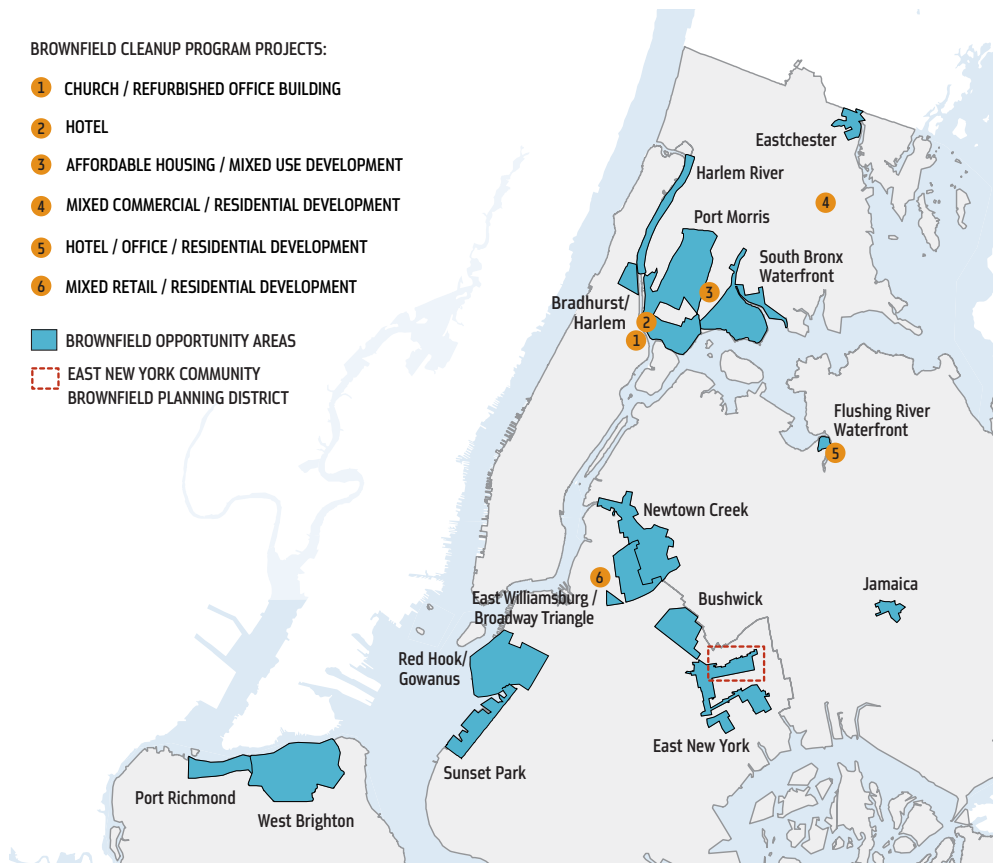 BROWNFIELD CLEANUP PROGRAM PROJECTS:
1 CHURCH / REFURBISHED OFFICE BUILDING
2 HOTEL
3 AFFORDABLE HOUSING / MIXED USE DEVELOPMENT
4 MIXED COMMERCIAL / RESIDENTIAL DEVELOPMENT
5 HOTEL / OFFICE / RESIDENTIAL DEVELOPMENT
6 MIXED RETAIL / RESIDENTIAL DEVELOPMENT
BROWNFIELD OPPORTUNITY AREAS
EAST NEW YORK COMMUNITY
BROWNFIELD PLANNING DISTRICT
Eastchester
Harlem River
4
Port Morris
South Bronx
Waterfront
3
Bradhurst/
Harlem
2
1
Flushing River
Waterfront
5
Newtown Creek
6
East Williamsburg /
Broadway Triangle
Bushwick
Jamaica
Red Hook/
Gowanus
East New York
Sunset Park
Port Richmond
West Brighton